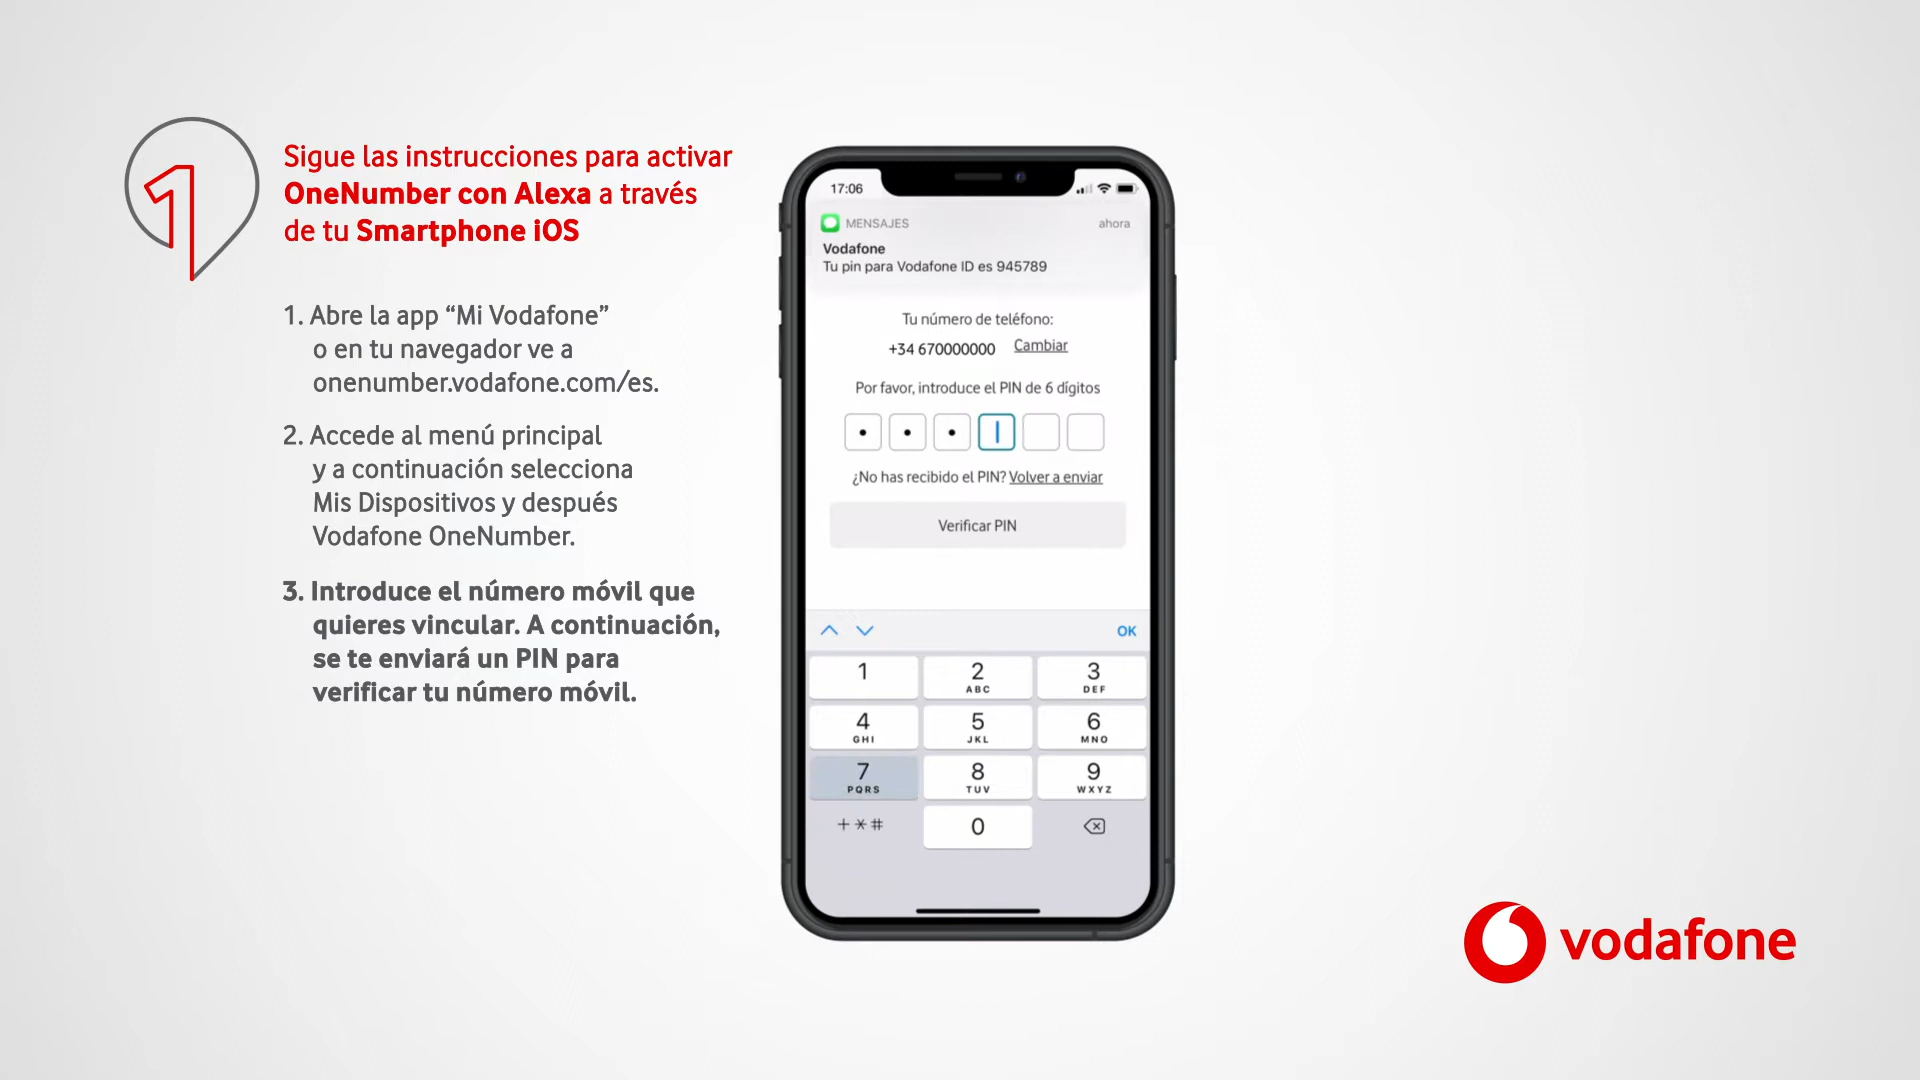 1
Sigue las instrucciones para activar
OneNumber con Alexa a través
de tu Smartphone iOS
1. Abre la app “Mi Vodafone”
o en tu navegador ve a
onenumber.vodafone.com/es.
2. Accede al menú principal
y a continuación selecciona
Mis Dispositivos y después
Vodafone OneNumber.
3. Introduce el número móvil que
quieres vincular. A continuación,
se te enviará un PIN para
verificar tu número móvil.
17:06
MENSAJES ahora
Vodafone
Tu pin para Vodafone ID es 945789
Tu número de teléfono:
+34 670000000 Cambiar
Por favor, introduce el PIN de 6 dígitos
¿No has recibido el PIN? Volver a enviar
Verificar PIN
OK
1 2 3
ABC DEF
4 5 6
GHI JKL MNO
7 8 9
PQRS TUV WXYZ
+*# 0
vodafone